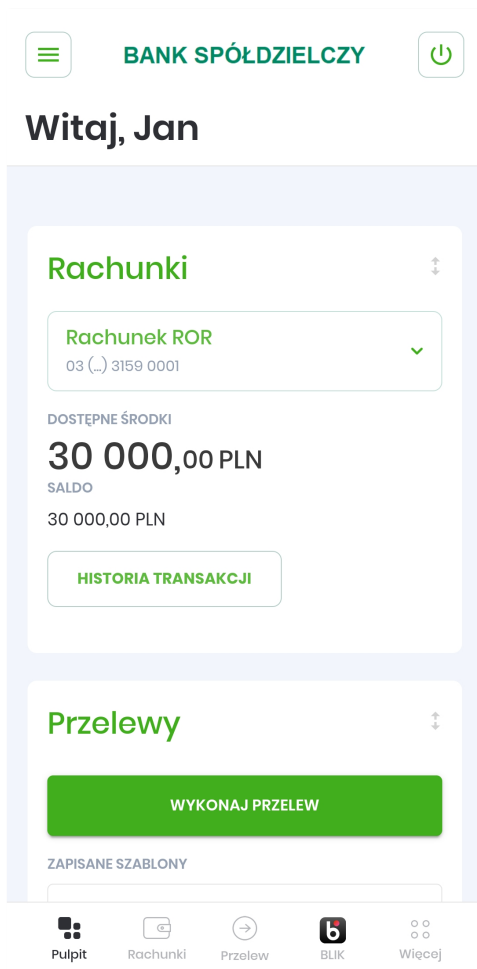 BANK SPÓŁDZIELCZY
Witaj, Jan
Rachunki
Rachunek ROR
03 (...) 3159 0001
DOSTĘPNE ŚRODKI
30 000,00 PLN
SALDO
30 000,00 PLN
HISTORIA TRANSAKCJI
Przelewy
WYKONAJ PRZELEW
ZAPISANE SZABLONY
Pulpit
Rachunki
Przelew
BLIK
Więcej